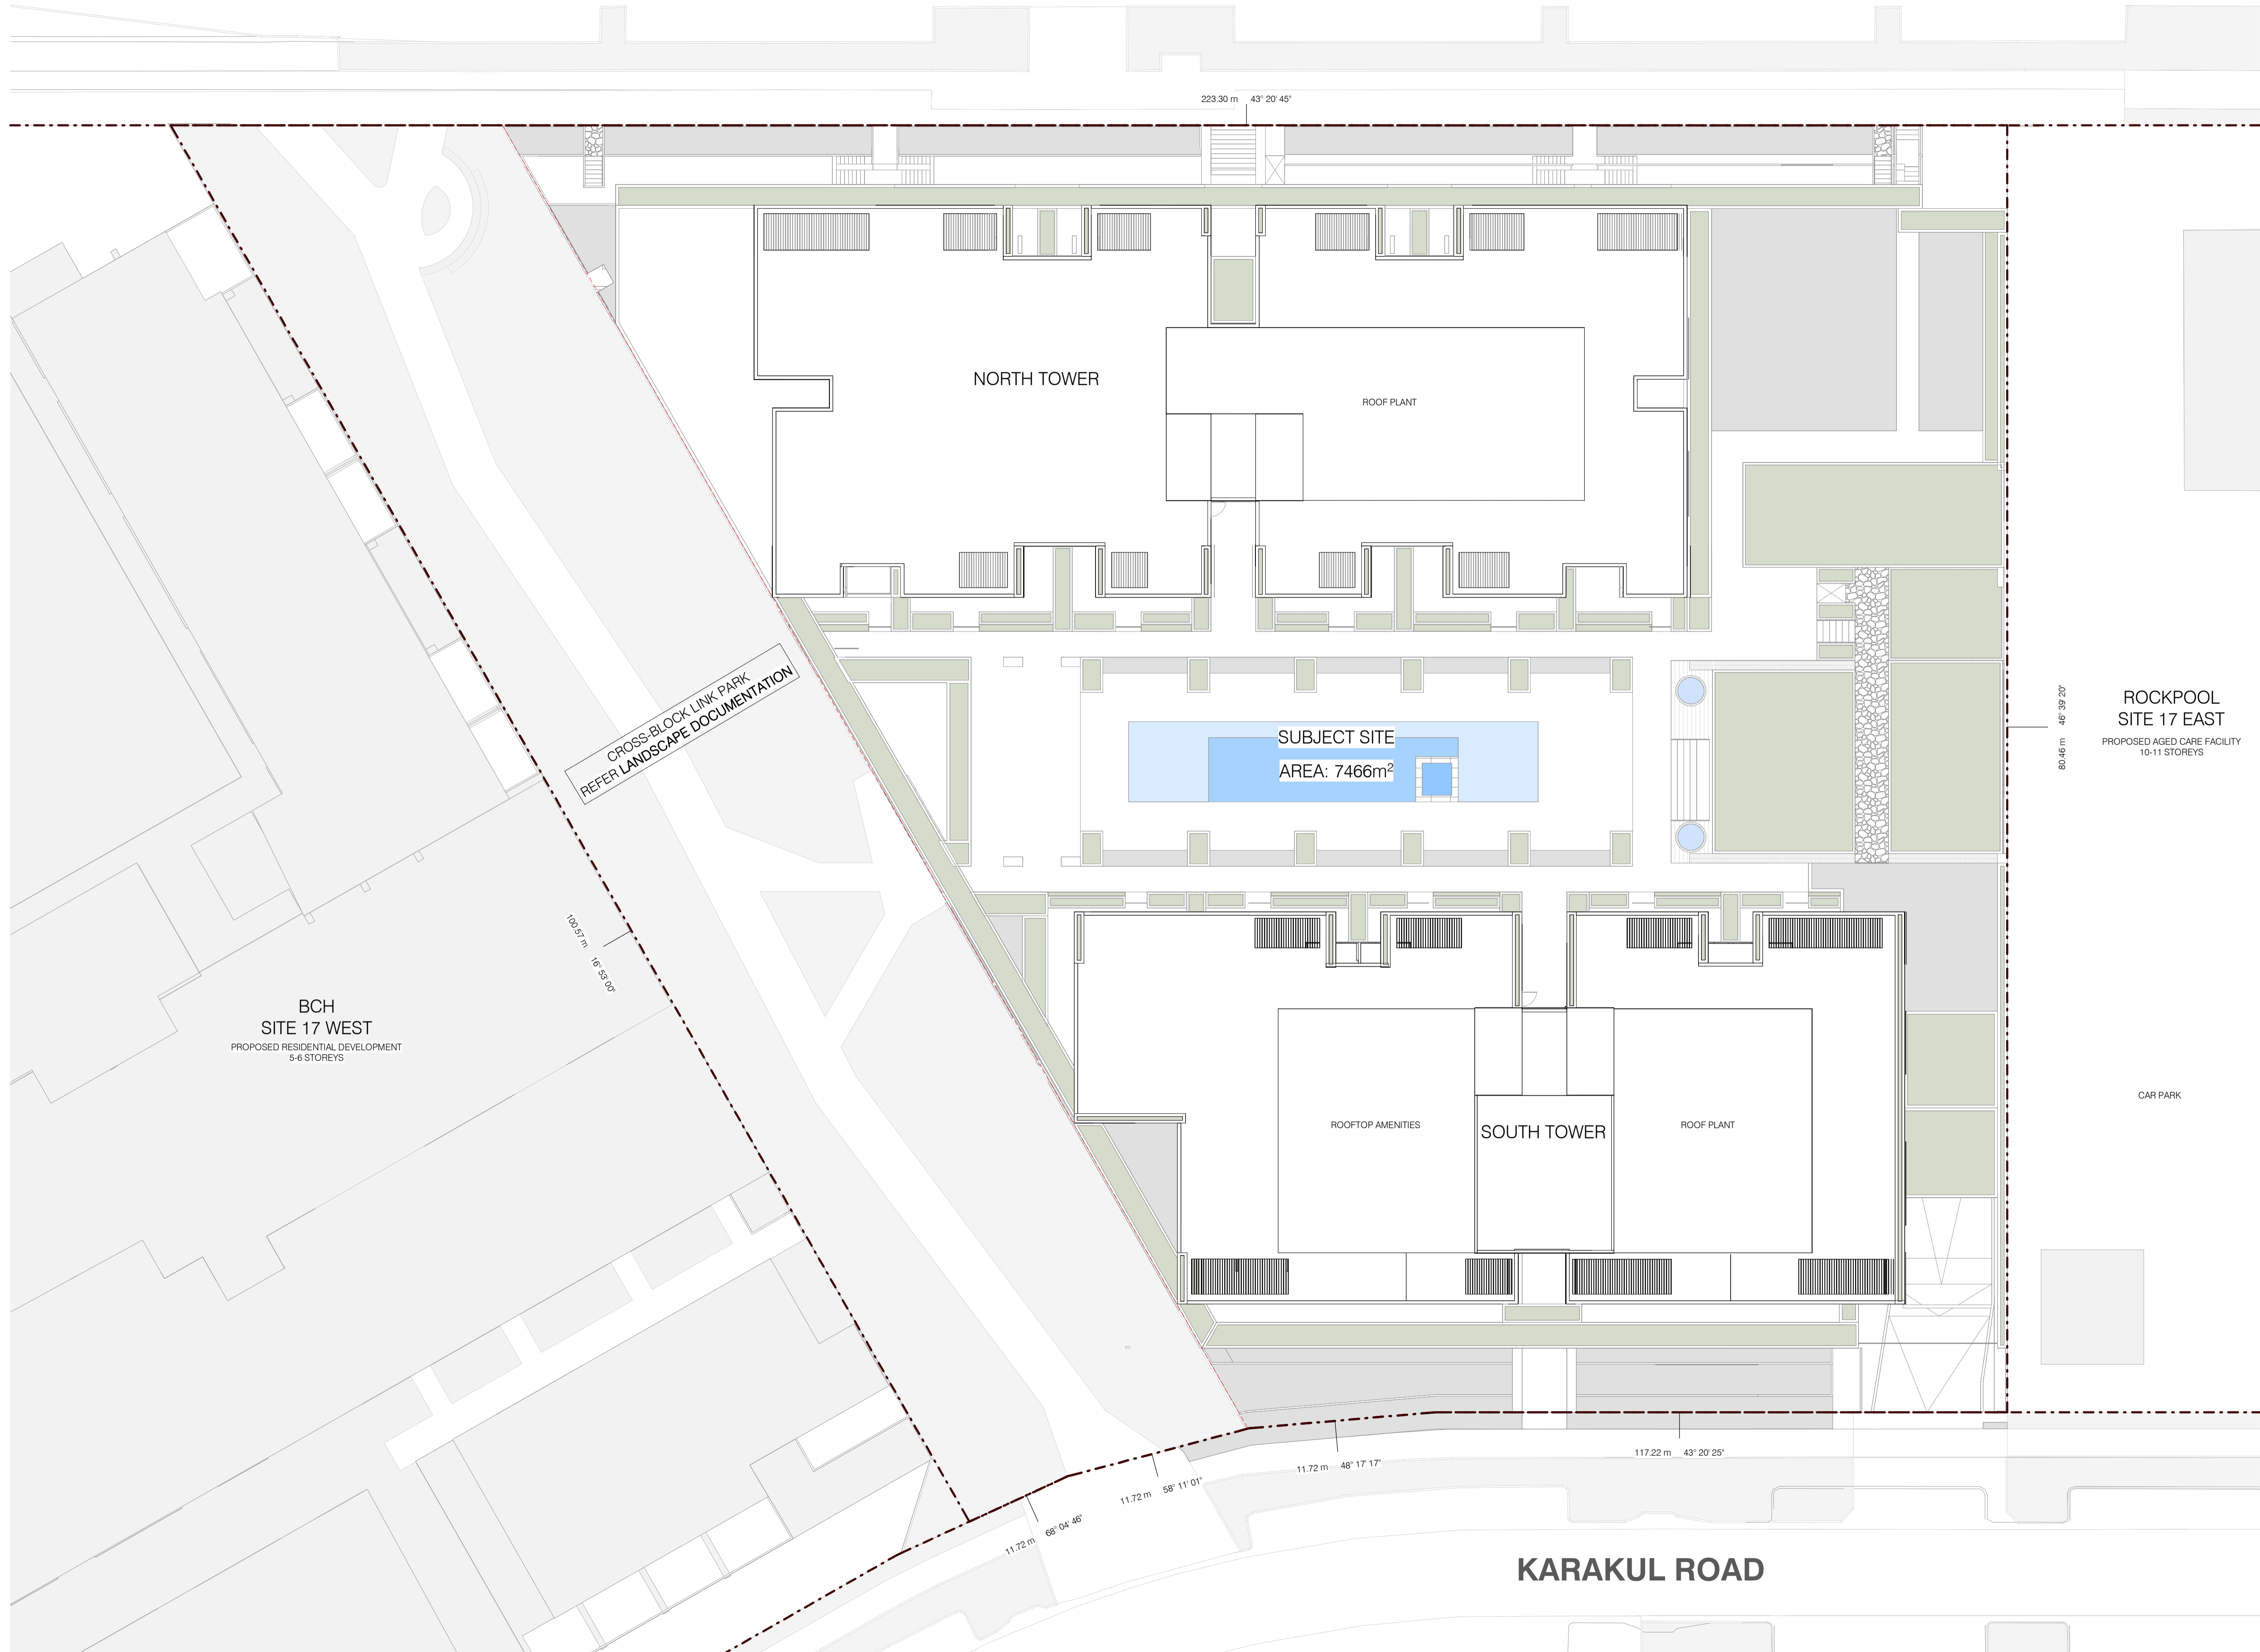 223.30 m 43° 20' 45"
NORTH TOWER
ROOF PLANT
CROSS-BLOCK LINK PARK
REFER LANDSCAPE DOCUMENTATION
SUBJECT SITE
AREA: 7466m²
80.46 m 46° 39' 20"
ROCKPOOL
SITE 17 EAST
PROPOSED AGED CARE FACILITY
10-11 STOREYS
100.57 m 16° 53' 00"
BCH
SITE 17 WEST
PROPOSED RESIDENTIAL DEVELOPMENT
5-6 STOREYS
ROOFTOP AMENITIES
SOUTH TOWER
ROOF PLANT
CAR PARK
11.72 m 68° 04' 46"
11.72 m 58° 11' 01"
11.72 m 48° 17' 17"
117.22 m 43° 20' 25"
KARAKUL ROAD